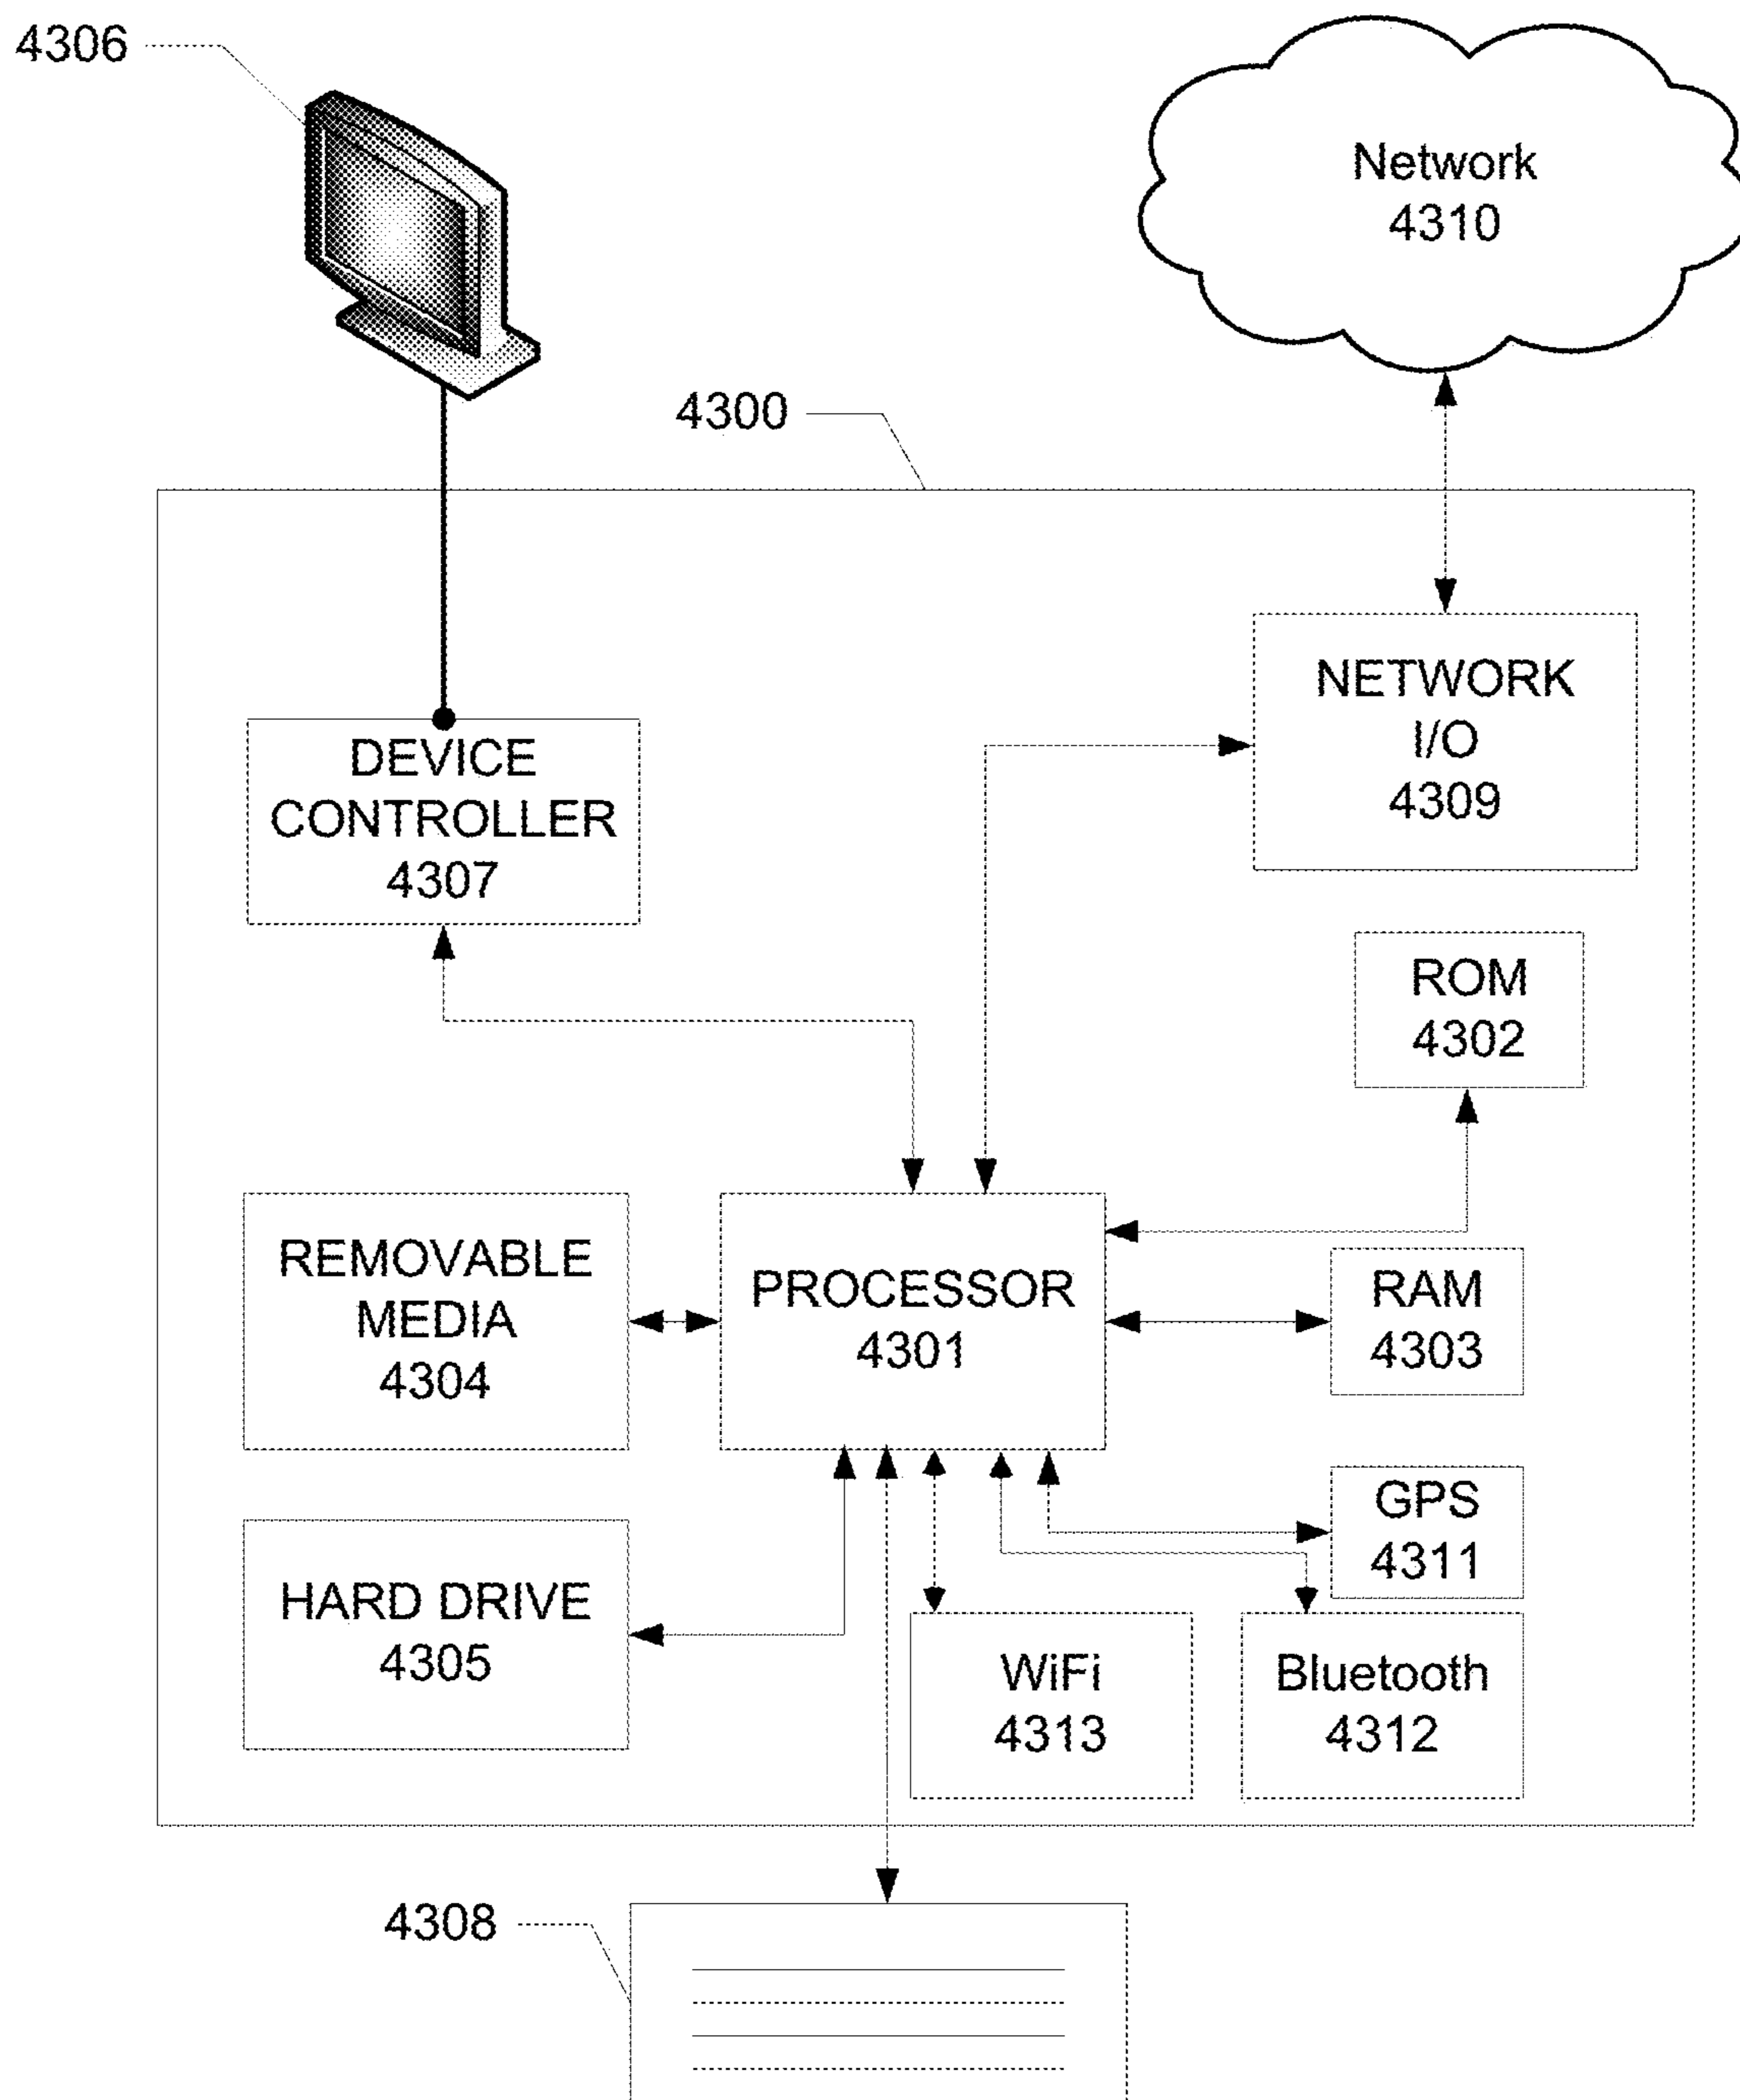 4306
Network
4310
4300
NETWORK
I/O
4309
DEVICE
CONTROLLER
4307
ROM
4302
REMOVABLE
MEDIA
4304
PROCESSOR
4301
RAM
4303
GPS
4311
HARD DRIVE
4305
WiFi
4313
Bluetooth
4312
4308